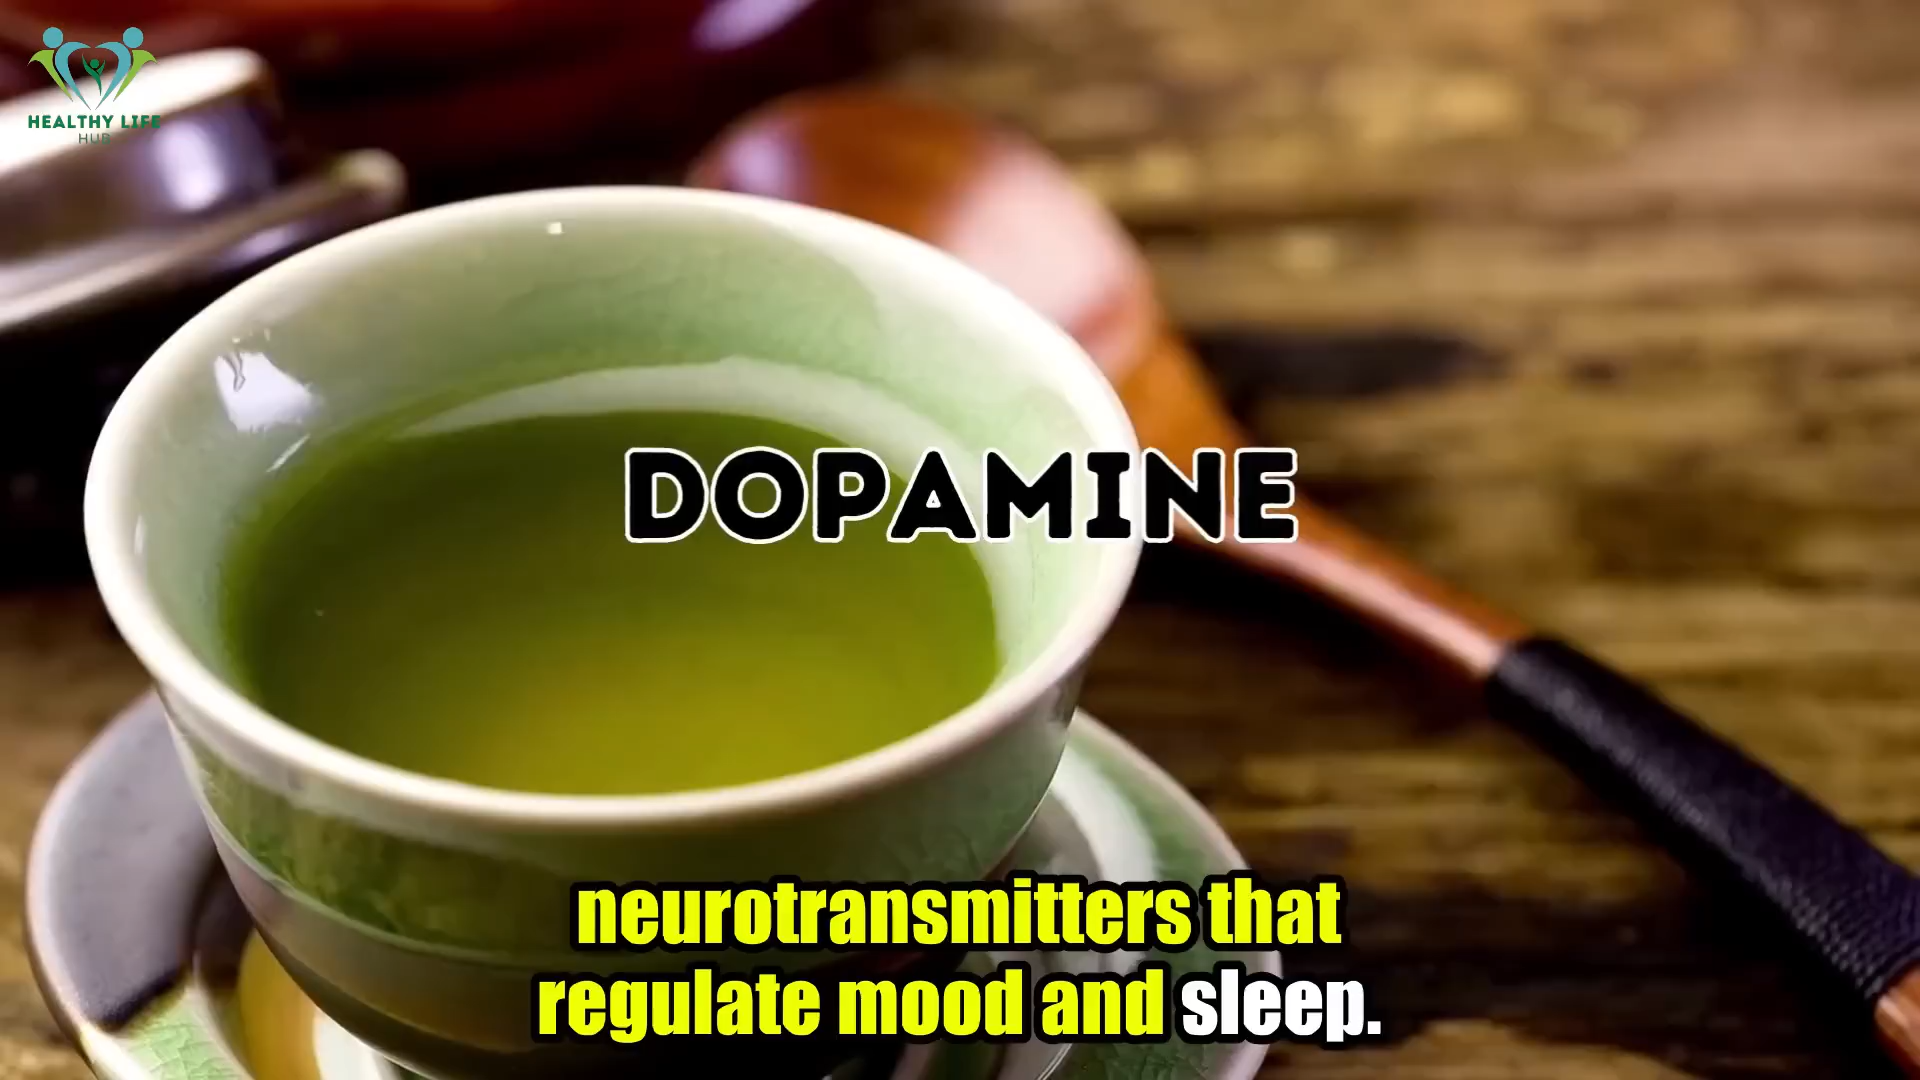 HEALTHY LIFE
HUB
DOPAMINE
neurotransmitters that
regulate mood and sleep.